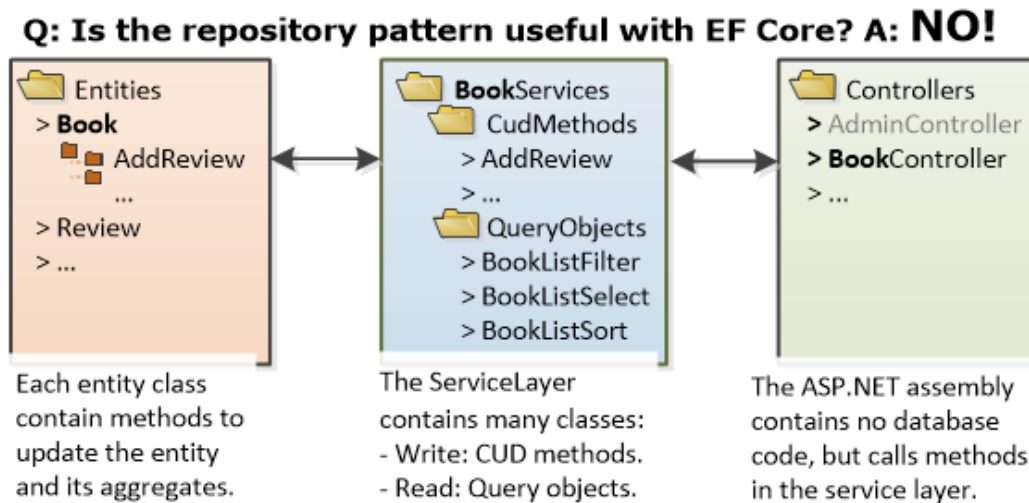 Q: Is the repository pattern useful with EF Core? A: NO!
Entities
> Book
AddReview
...
> Review
> ...
Each entity class
contain methods to
update the entity
and its aggregates.
BookServices
CudMethods
> AddReview
> ...
QueryObjects
> BookListFilter
> BookListSelect
> BookListSort
The ServiceLayer
contains many classes:
- Write: CUD methods.
- Read: Query objects.
Controllers
> AdminController
> BookController
> ...
The ASP.NET assembly
contains no database
code, but calls methods
in the service layer.